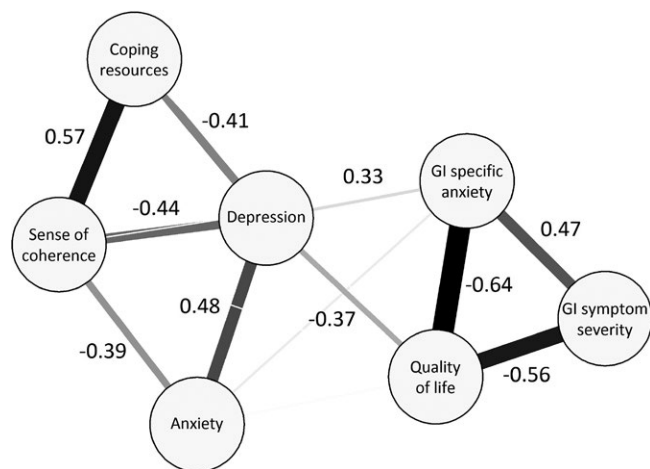 Coping
resources
0.57
-0.41
GI specific
anxiety
0.33
-0.44
Depression
Sense of
coherence
0.47
-0.64
GI symptom
severity
0.48
-0.37
-0.39
Quality
of life
-0.56
Anxiety